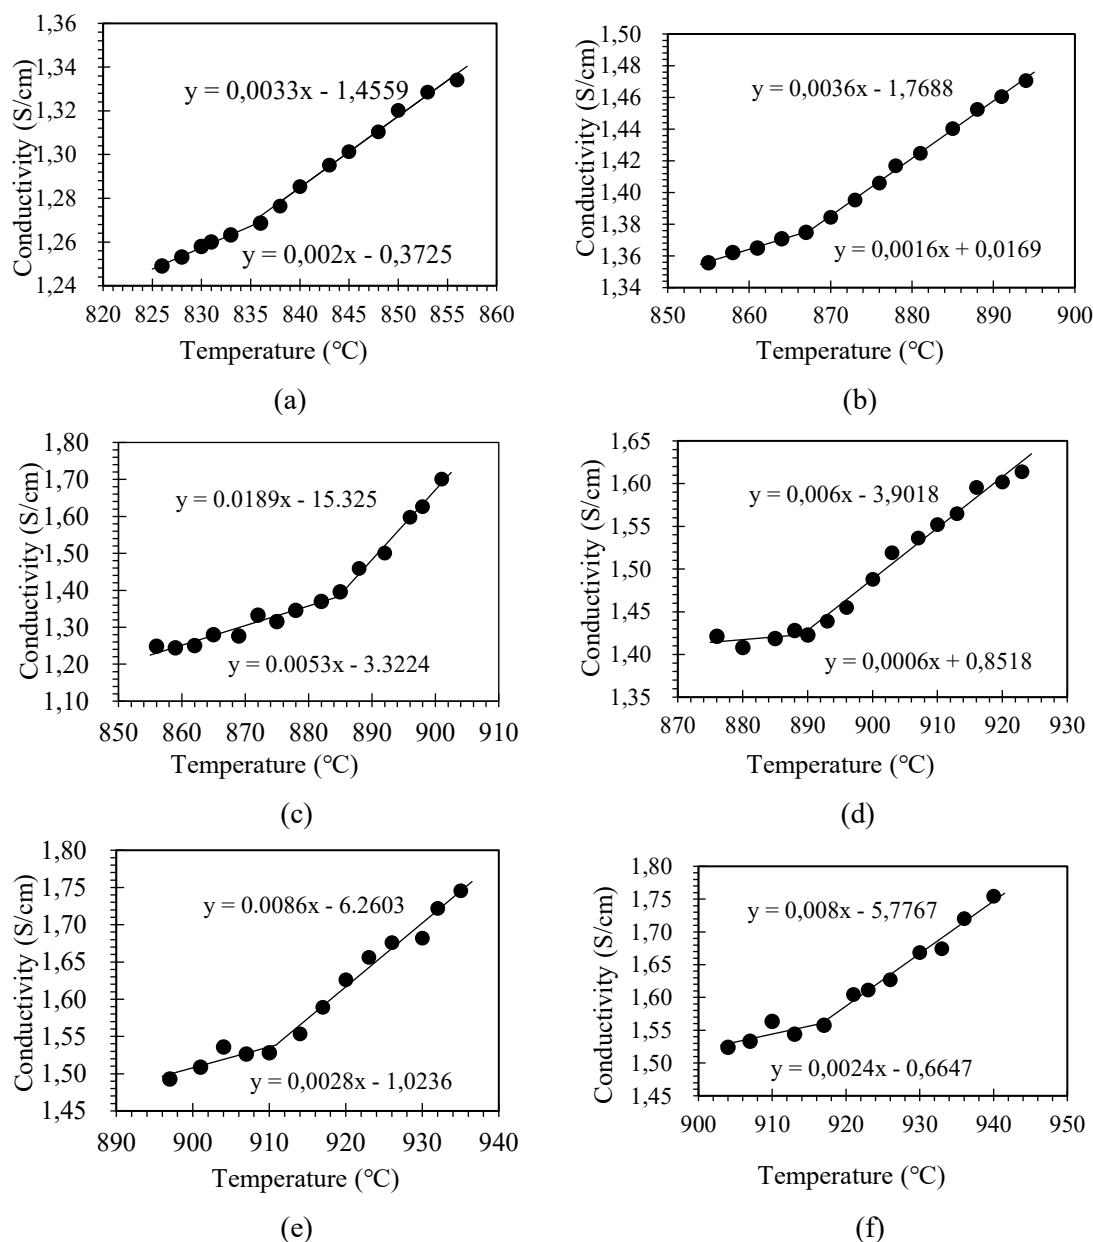 1,36
1,34
1,32
1,30
1,28
1,26
1,24
Conductivity (S/cm)
y = 0,0033x - 1,4559
y = 0,002x - 0,3725
820 825 830 835 840 845 850 855 860
Temperature (°C)
(a)
1,50
1,48
1,46
1,44
1,42
1,40
1,38
1,36
1,34
Conductivity (S/cm)
y = 0,0036x - 1,7688
y = 0,0016x + 0,0169
850 860 870 880 890 900
Temperature (°C)
(b)
1,80
1,70
1,60
1,50
1,40
1,30
1,20
1,10
Conductivity (S/cm)
y = 0.0189x - 15.325
y = 0.0053x - 3.3224
850 860 870 880 890 900 910
Temperature (°C)
(c)
1,65
1,60
1,55
1,50
1,45
1,40
1,35
Conductivity (S/cm)
y = 0,006x - 3,9018
y = 0,0006x + 0,8518
870 880 890 900 910 920 930
Temperature (°C)
(d)
1,80
1,75
1,70
1,65
1,60
1,55
1,50
1,45
Conductivity (S/cm)
y = 0.0086x - 6.2603
y = 0,0028x - 1,0236
890 900 910 920 930 940
Temperature (°C)
(e)
1,80
1,75
1,70
1,65
1,60
1,55
1,50
1,45
Conductivity (S/cm)
y = 0,008x - 5,7767
y = 0,0024x - 0,6647
900 910 920 930 940 950
Temperature (°C)
(f)